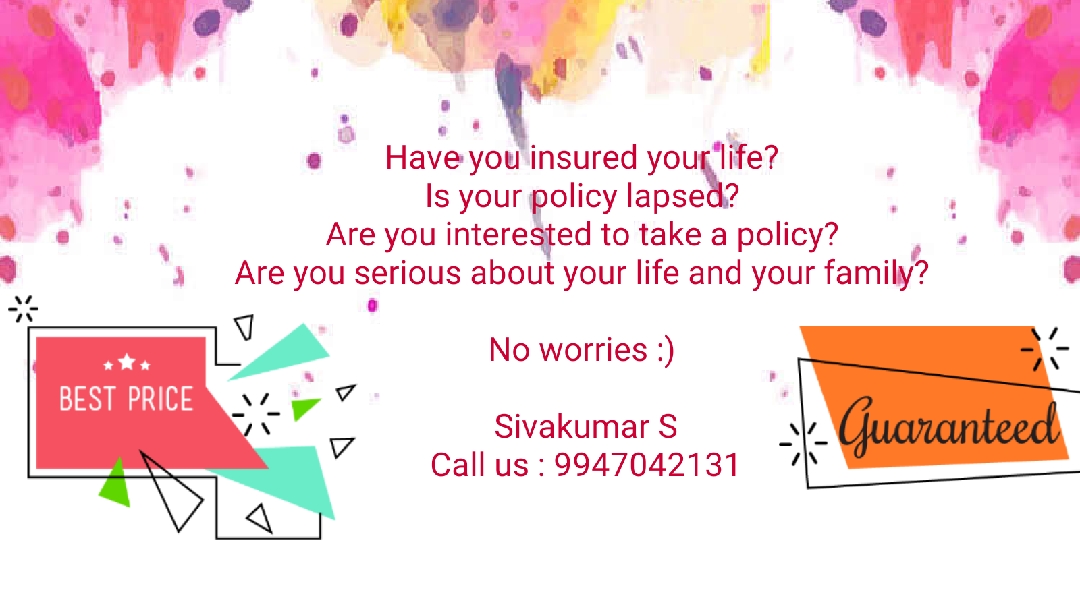 Have you insured your life?
Is your policy lapsed?
Are you interested to take a policy?
Are you serious about your life and your family?
No worries :)
BEST PRICE
Guaranteed
Sivakumar S
Call us : 9947042131